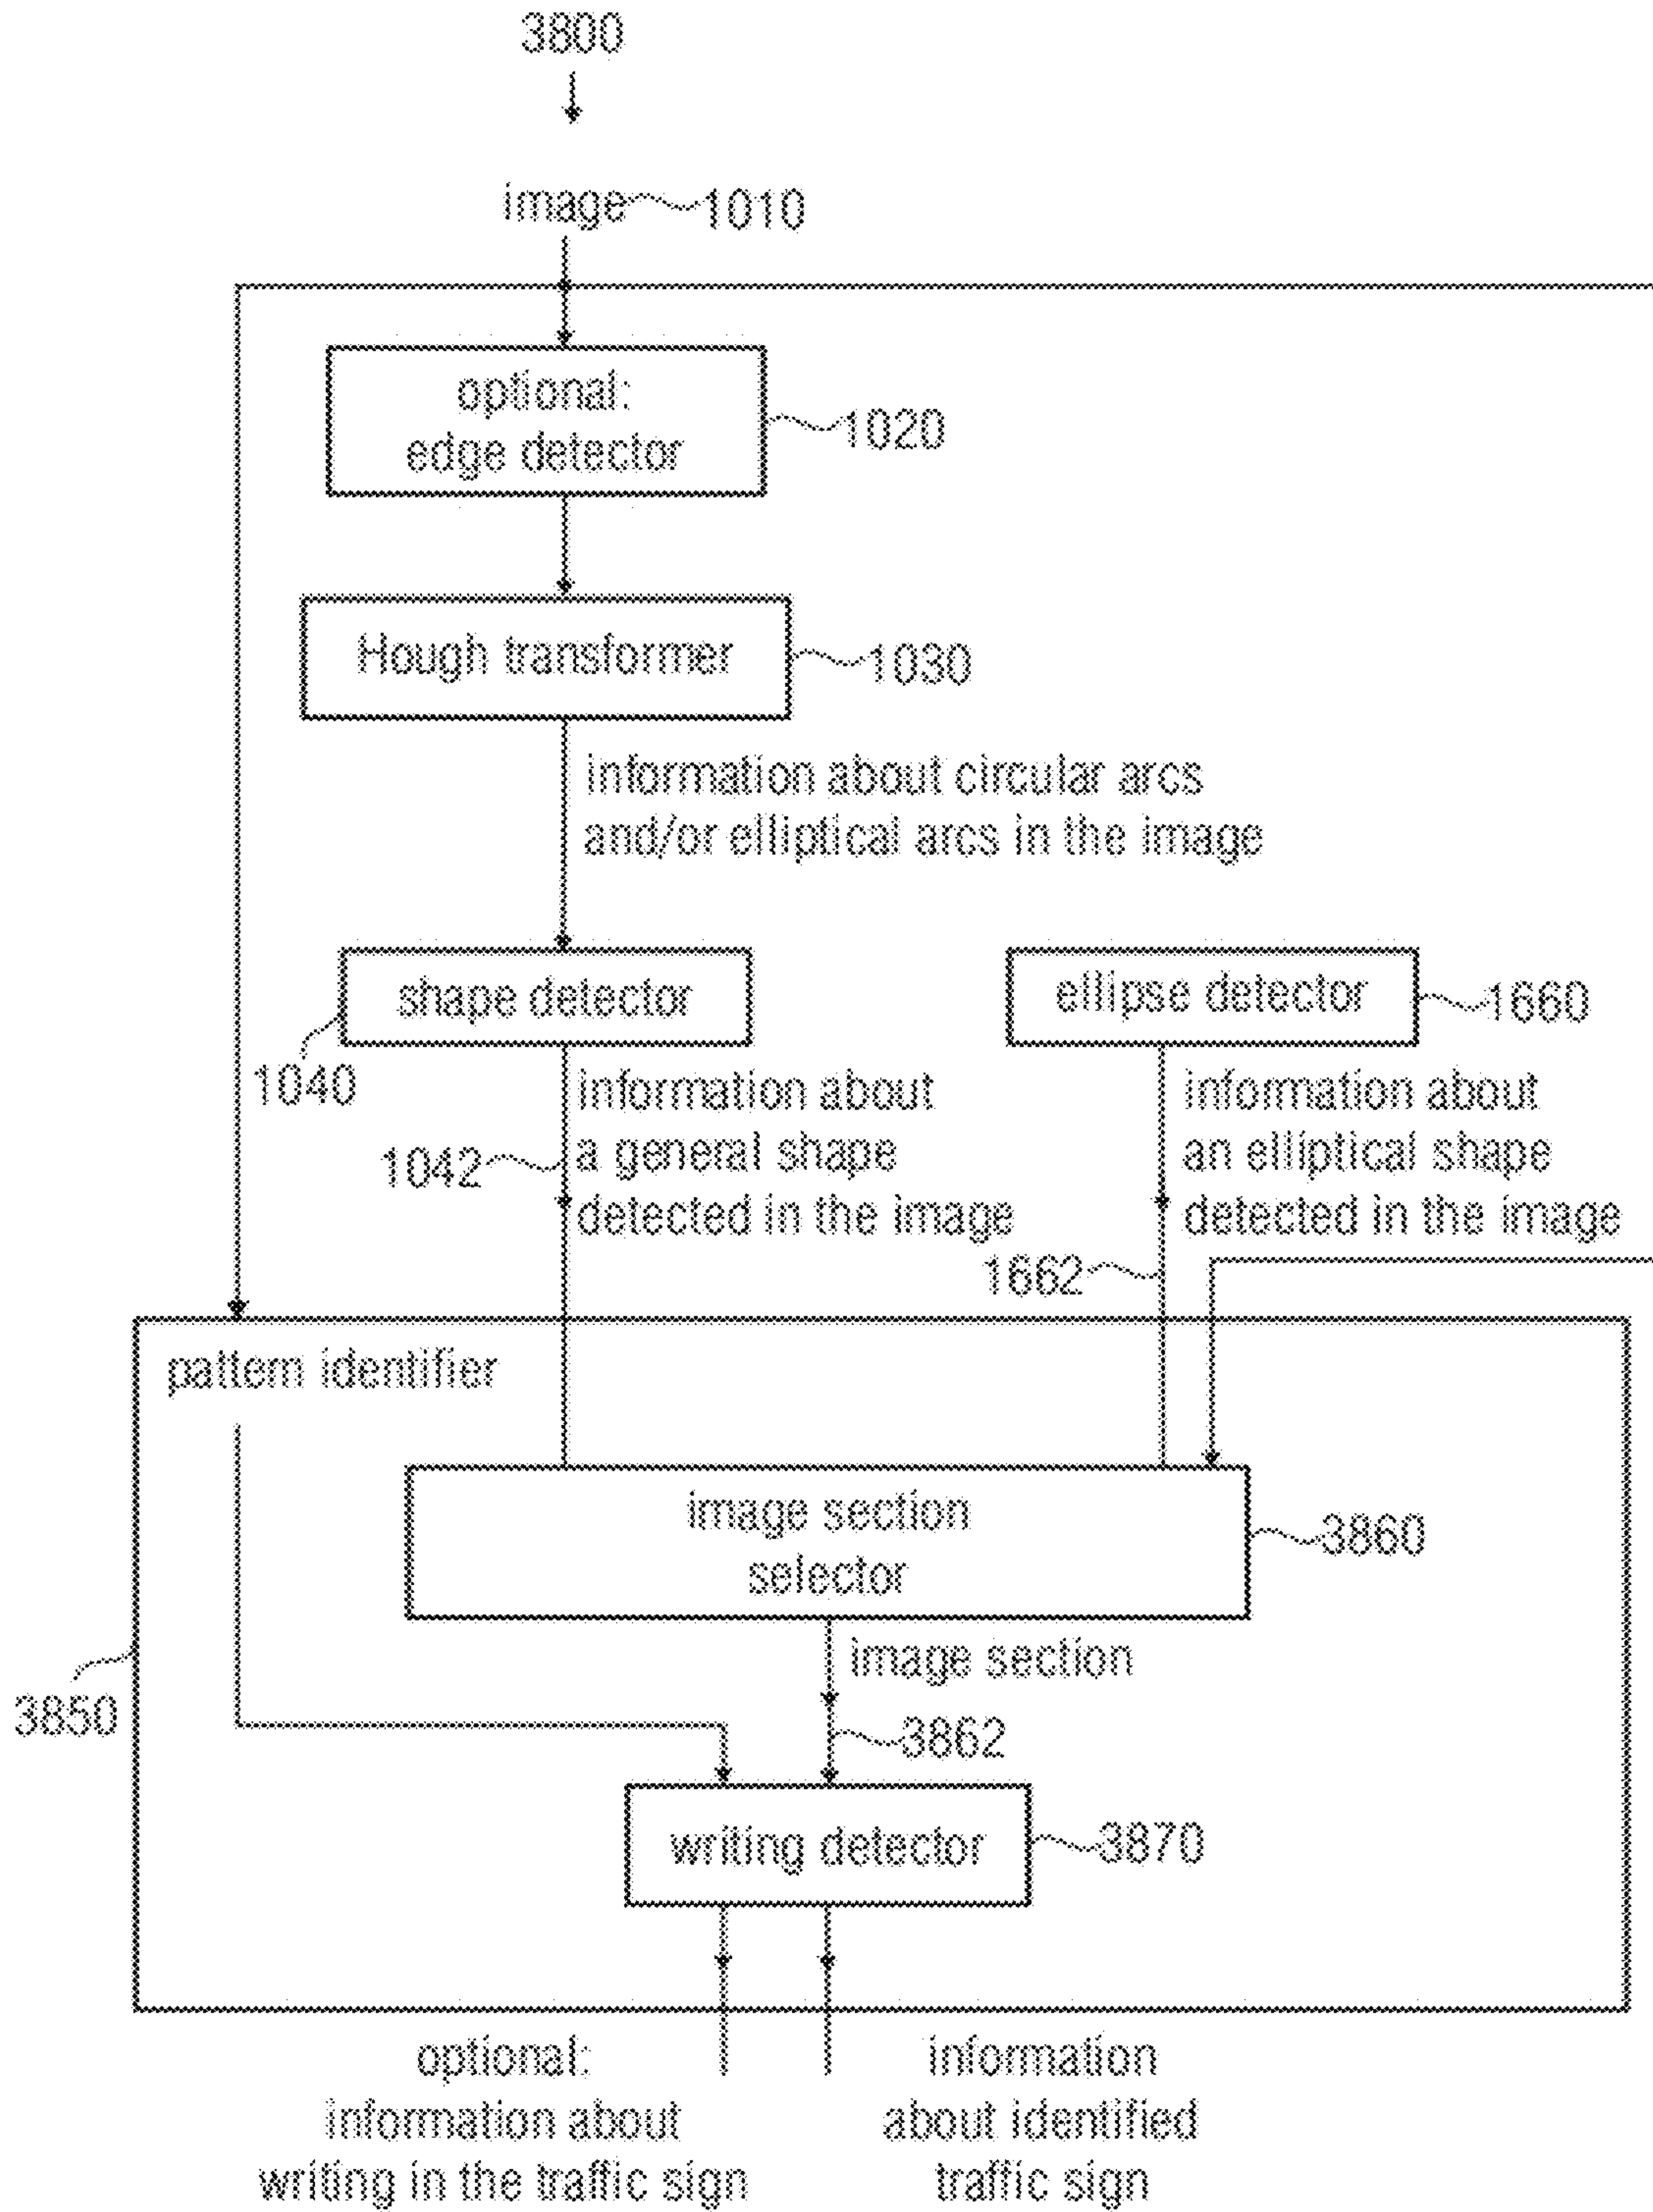 3800
image 1010
optional:
edge detector
1020
Hough transformer
1030
information about circular arcs
and/or elliptical arcs in the image
shape detector
1040
ellipse detector
1660
information about
a general shape
detected in the image
1042
information about
an elliptical shape
detected in the image
1662
pattern identifier
image section
selector
3860
image section
3850
3862
writing detector
3870
optional:
information about
writing in the traffic sign
information
about identified
traffic sign